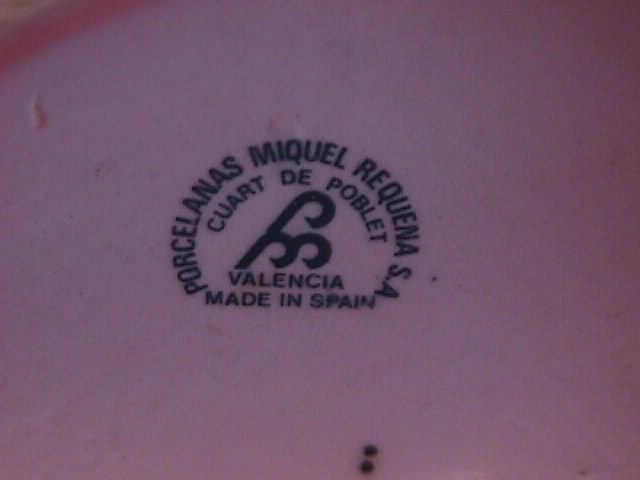 PORCELANAS MIQUEL REQUENA S.A
CUART DE POBLET
VALENCIA
MADE IN SPAIN